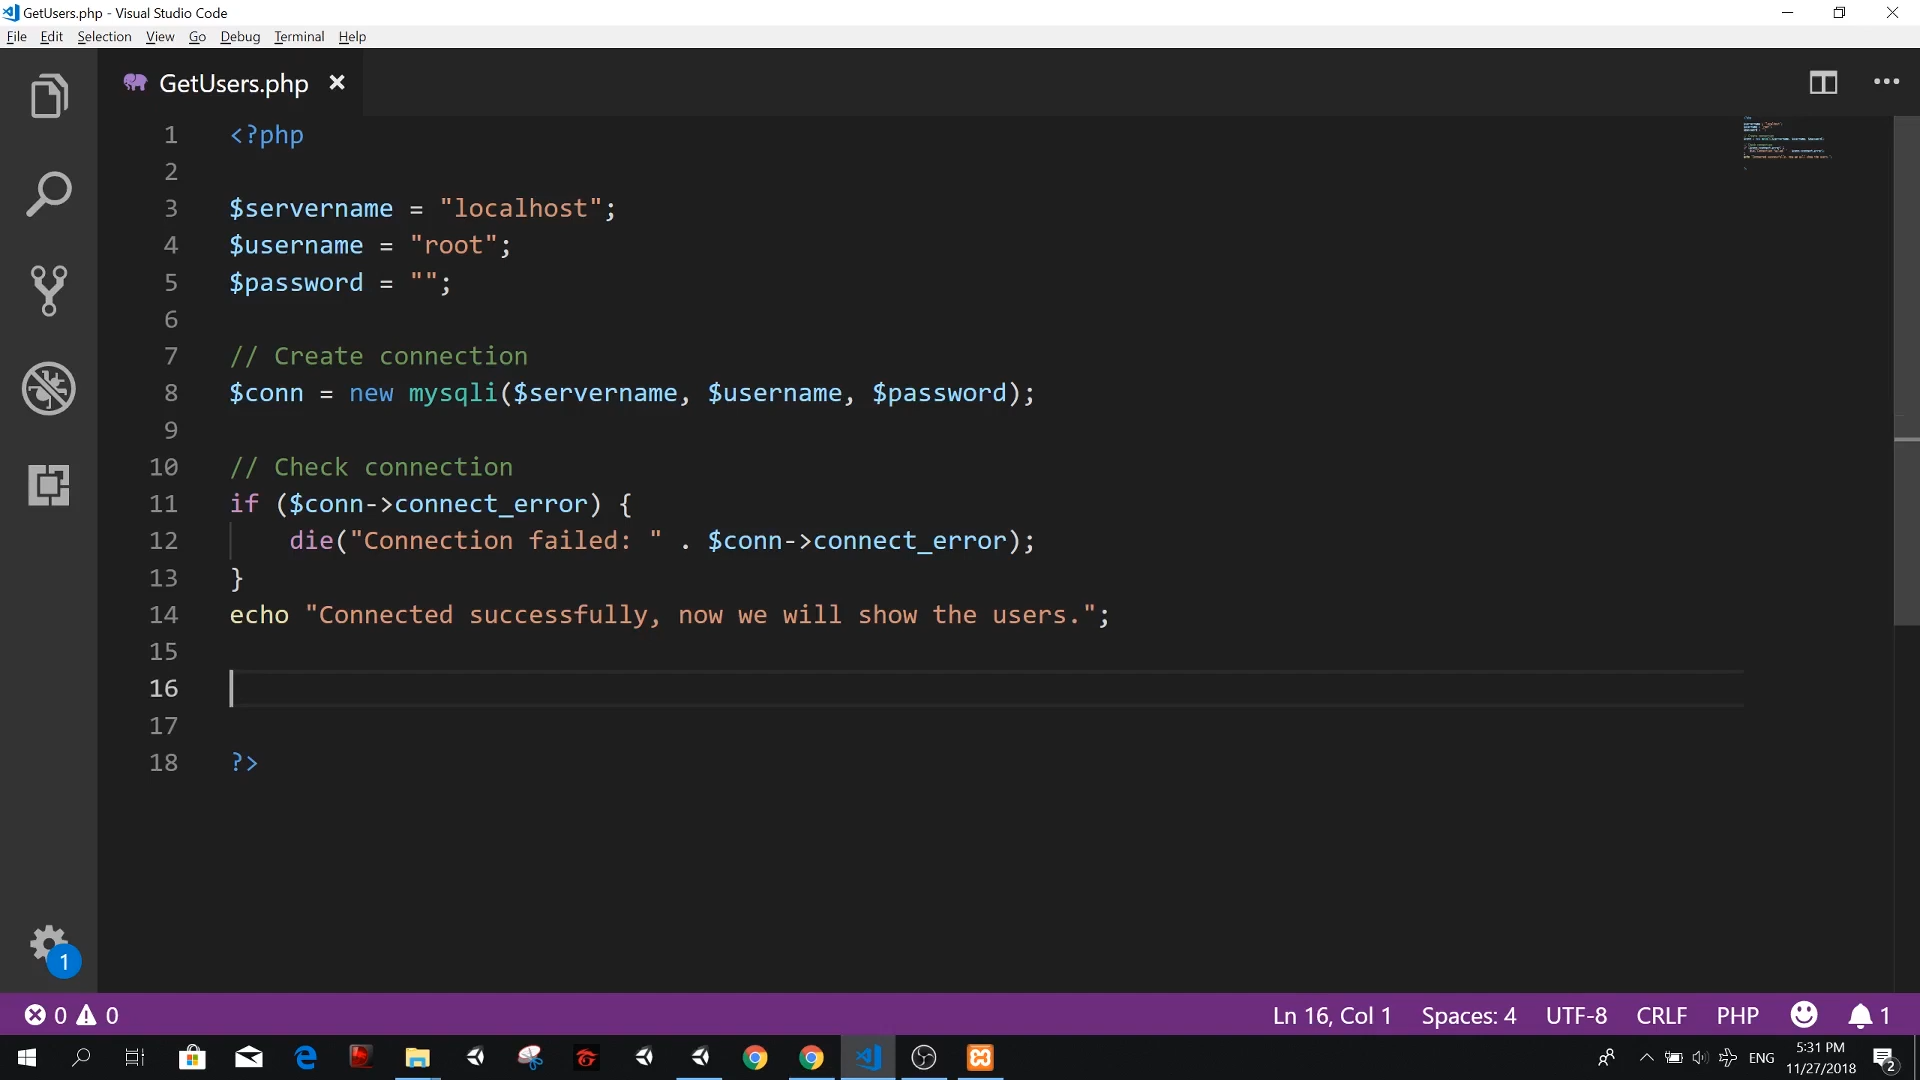 GetUsers.php - Visual Studio Code
File Edit Selection View Go Debug Terminal Help
GetUsers.php
1 <?php
2
3 $servername = "localhost";
4 $username = "root";
5 $password = "";
6
7 // Create connection
8 $conn = new mysqli($servername, $username, $password);
9
10 // Check connection
11 if ($conn->connect_error) {
12 die("Connection failed: " . $conn->connect_error);
13 }
14 echo "Connected successfully, now we will show the users.";
15
16
17
18 ?>
1
0 0 Ln 16, Col 1 Spaces: 4 UTF-8 CRLF PHP 1
ENG 5:31 PM
11/27/2018 2